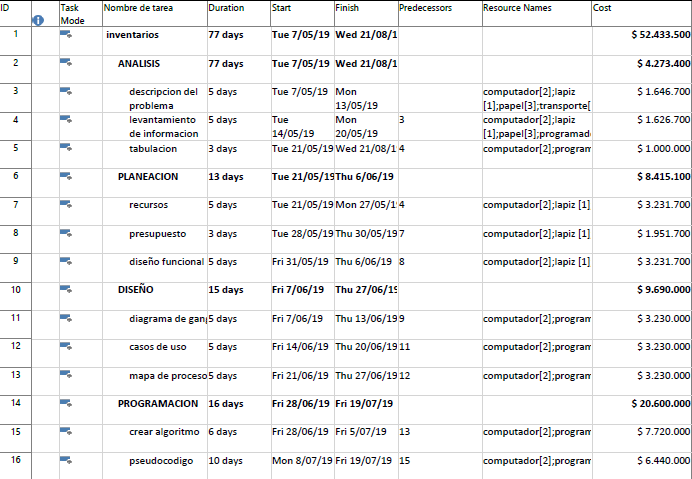 ID Task Mode Nombre de tarea Duration Start Finish Predecessors Resource Names Cost
1 inventarios 77 days Tue 7/05/19 Wed 21/08/1 $ 52.433.500
2 ANALISIS 77 days Tue 7/05/19 Wed 21/08/1 $ 4.273.400
3 descripcion del problema 5 days Tue 7/05/19 Mon 13/05/19 computador[2];lapiz [1];papel[3];transporte[ $ 1.646.700
4 levantamiento de informacion 5 days Tue 14/05/19 Mon 20/05/19 3 computador[2];lapiz [1];papel[3];programad $ 1.626.700
5 tabulacion 3 days Tue 21/05/19 Wed 21/08/1 4 computador[2];program $ 1.000.000
6 PLANEACION 13 days Tue 21/05/19 Thu 6/06/19 $ 8.415.100
7 recursos 5 days Tue 21/05/19 Mon 27/05/1 4 computador[2];lapiz [1] $ 3.231.700
8 presupuesto 3 days Tue 28/05/19 Thu 30/05/19 7 computador[2];lapiz [1] $ 1.951.700
9 diseño funcional 5 days Fri 31/05/19 Thu 6/06/19 8 computador[2];lapiz [1] $ 3.231.700
10 DISEÑO 15 days Fri 7/06/19 Thu 27/06/19 $ 9.690.000
11 diagrama de gan 5 days Fri 7/06/19 Thu 13/06/19 9 computador[2];program $ 3.230.000
12 casos de uso 5 days Fri 14/06/19 Thu 20/06/19 11 computador[2];program $ 3.230.000
13 mapa de proceso 5 days Fri 21/06/19 Thu 27/06/19 12 computador[2];program $ 3.230.000
14 PROGRAMACION 16 days Fri 28/06/19 Fri 19/07/19 $ 20.600.000
15 crear algoritmo 6 days Fri 28/06/19 Fri 5/07/19 13 computador[2];program $ 7.720.000
16 pseudocodigo 10 days Mon 8/07/19 Fri 19/07/19 15 computador[2];program $ 6.440.000